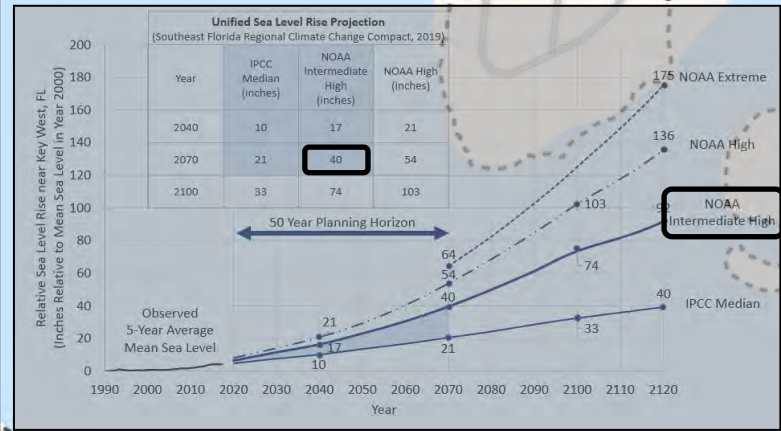 Unified Sea Level Rise Projection
(Southeast Florida Regional Climate Change Compact, 2019)
Year
IPCC
Median
(inches)
NOAA
Intermediate
High
(inches)
NOAA High
(Inches)
2040 10 17 21
2070 21 40 54
2100 33 74 103
50 Year Planning Horizon
Relative Sea Level Rise near Key West, FL
(Inches Relative to Mean Sea Level in Year 2000)
200
180
160
140
120
100
80
60
40
20
0
Observed
5-Year Average
Mean Sea Level
175 NOAA Extreme
136
NOAA High
103
92
NOAA
Intermediate High
74
64
54
40
40
IPCC Median
33
21
21
17
10
1990 2000 2010 2020 2030 2040 2050 2060 2070 2080 2090 2100 2110 2120
Year